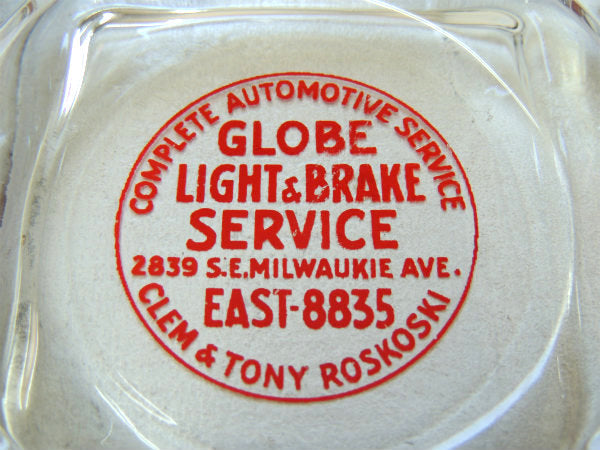 COMPLETE AUTOMOTIVE SERVICE
GLOBE
LIGHT & BRAKE
SERVICE
2839 S.E. MILWAUKIE AVE.
EAST-8835
CLEM & TONY ROSKOSKI